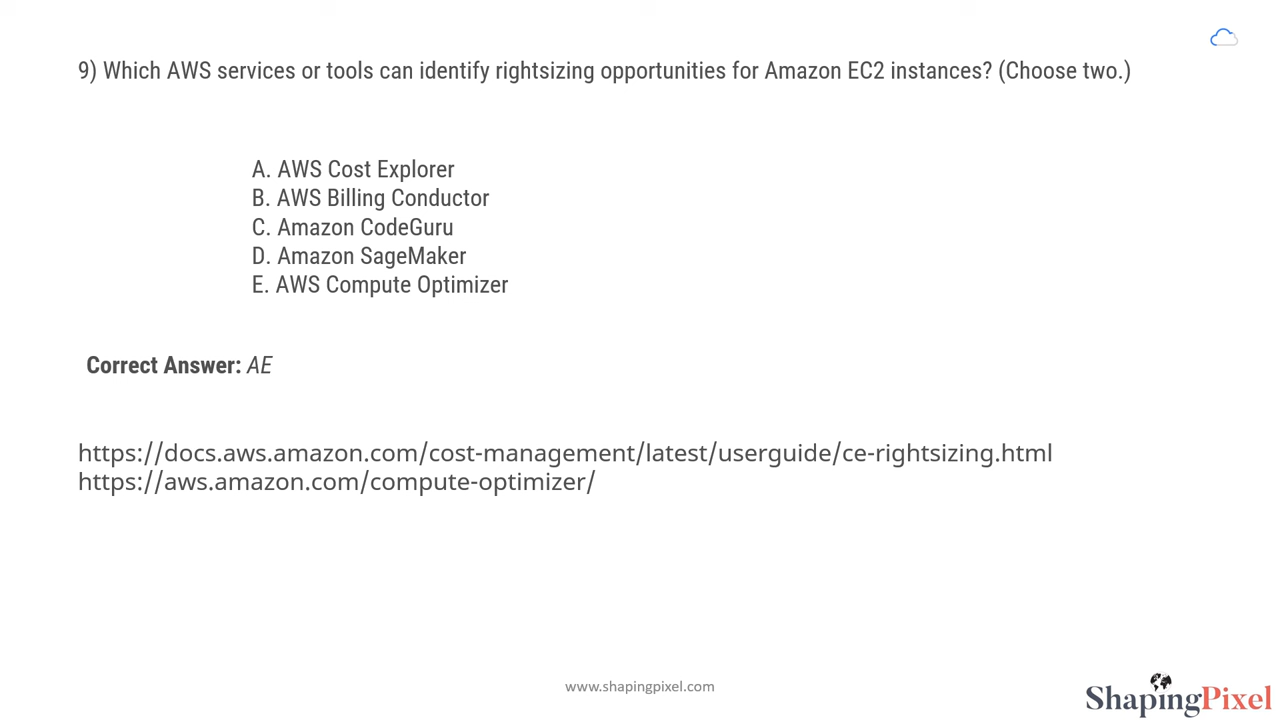 9) Which AWS services or tools can identify rightsizing opportunities for Amazon EC2 instances? (Choose two.)
A. AWS Cost Explorer
B. AWS Billing Conductor
C. Amazon CodeGuru
D. Amazon SageMaker
E. AWS Compute Optimizer
Correct Answer: AE
https://docs.aws.amazon.com/cost-management/latest/userguide/ce-rightsizing.html
https://aws.amazon.com/compute-optimizer/
www.shapingpixel.com
ShapingPixel